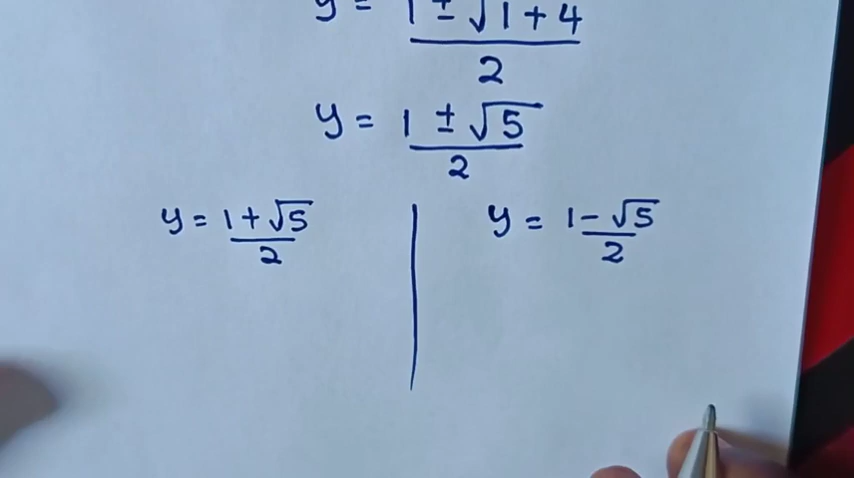 y = 1 ± √1 + 4 / 2
y = 1 ± √5 / 2
y = 1 + √5 / 2
y = 1 - √5 / 2